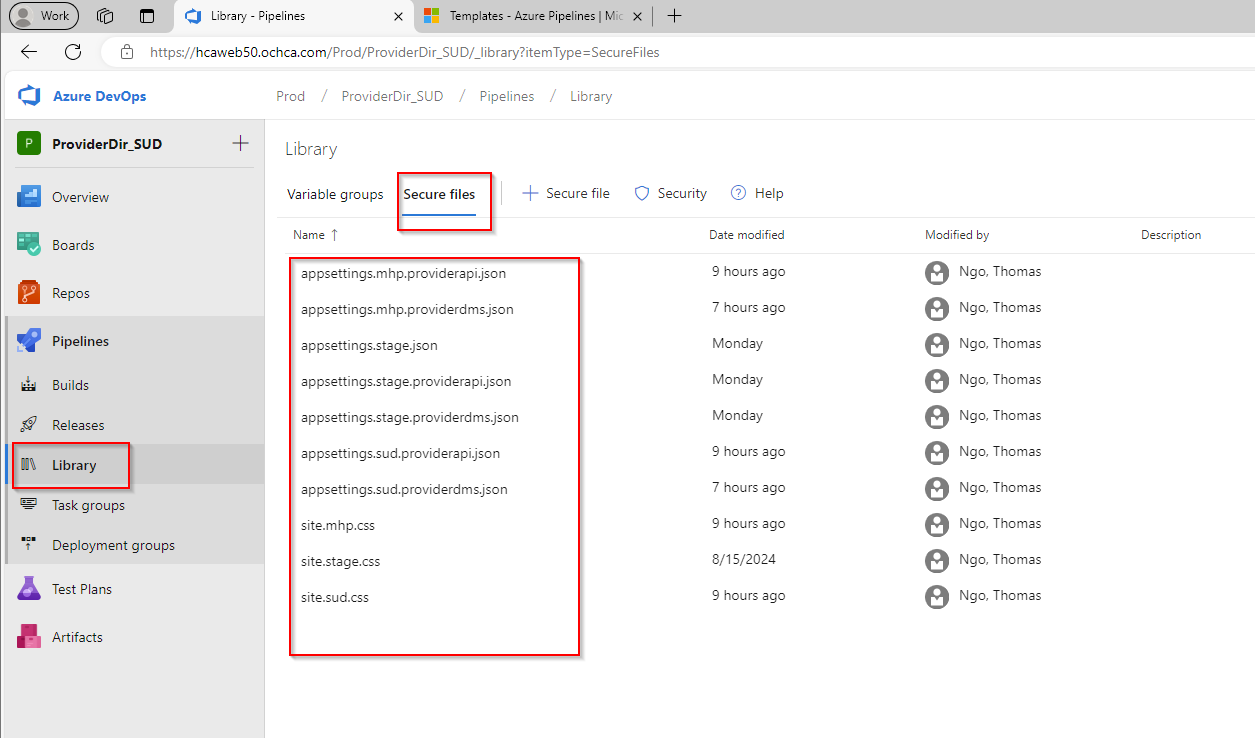 Work
Library - Pipelines
Templates - Azure Pipelines | Mic
https://hcaweb50.ochca.com/Prod/ProviderDir_SUD/_library?itemType=SecureFiles
Azure DevOps
Prod / ProviderDir_SUD / Pipelines / Library
P ProviderDir_SUD
Overview
Boards
Repos
Pipelines
Builds
Releases
Library
Task groups
Deployment groups
Test Plans
Artifacts
Library
Variable groups Secure files Secure file Security Help
Name ↑ Date modified Modified by Description
appsettings.mhp.providerapi.json 9 hours ago Ngo, Thomas
appsettings.mhp.providerdms.json 7 hours ago Ngo, Thomas
appsettings.stage.json Monday Ngo, Thomas
appsettings.stage.providerapi.json Monday Ngo, Thomas
appsettings.stage.providerdms.json Monday Ngo, Thomas
appsettings.sud.providerapi.json 9 hours ago Ngo, Thomas
appsettings.sud.providerdms.json 7 hours ago Ngo, Thomas
site.mhp.css 9 hours ago Ngo, Thomas
site.stage.css 8/15/2024 Ngo, Thomas
site.sud.css 9 hours ago Ngo, Thomas